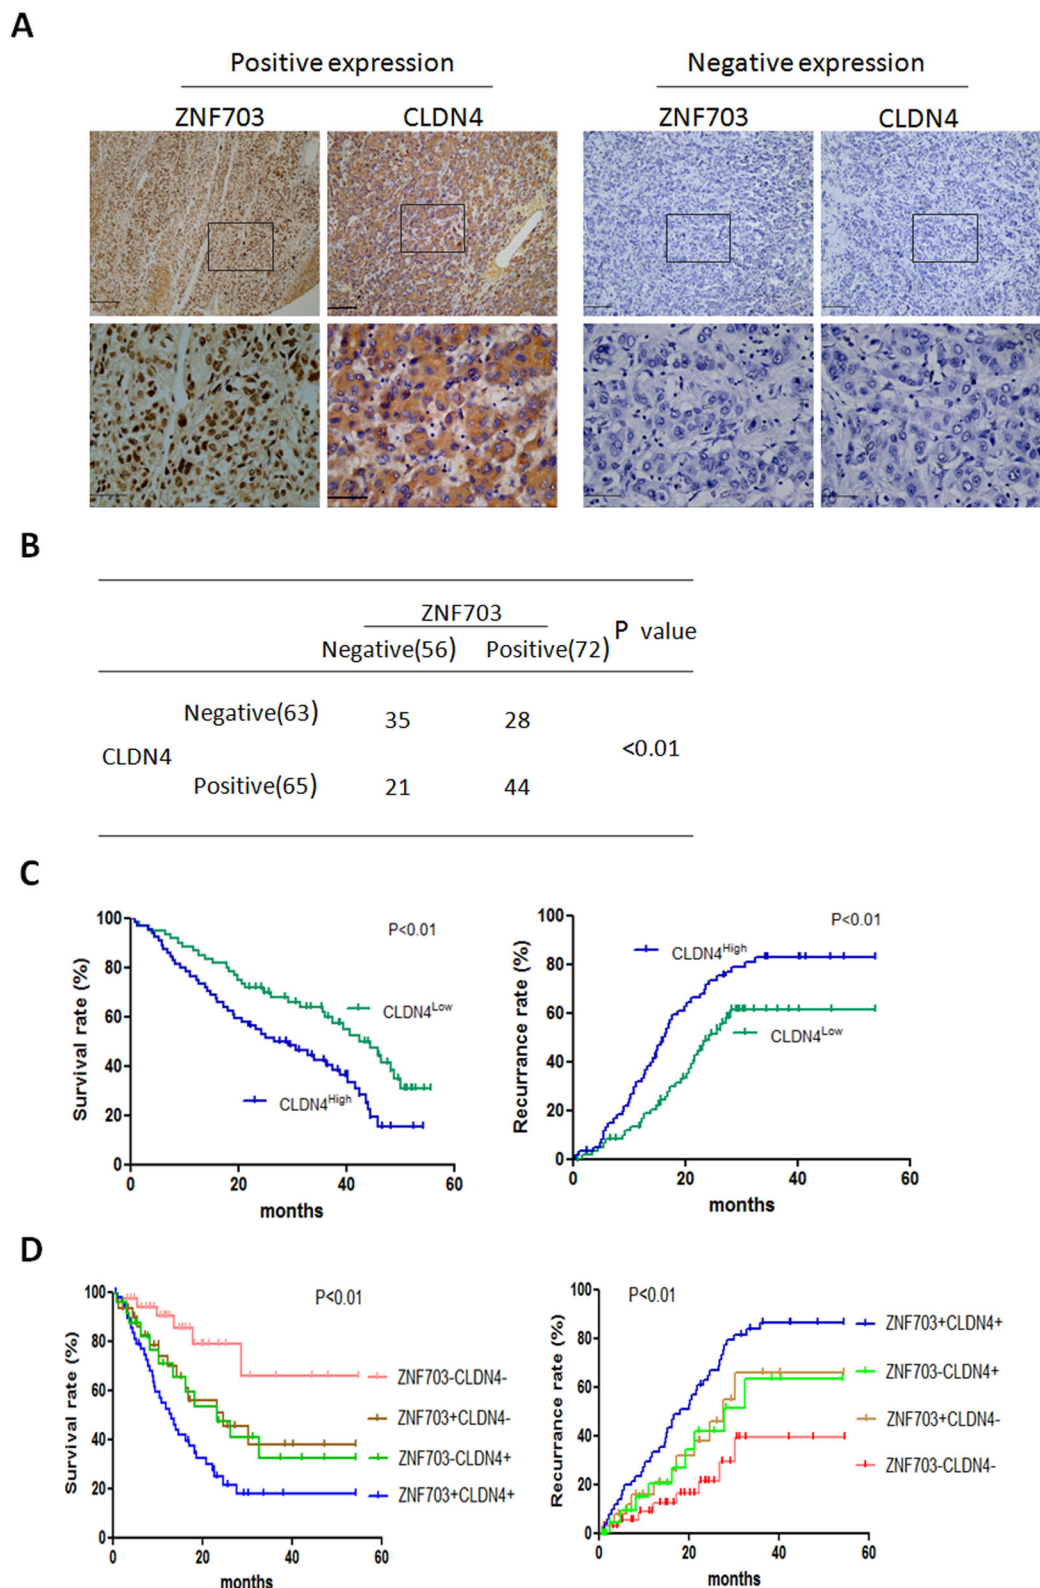 A
Positive expression Negative expression
ZNF703 CLDN4 ZNF703 CLDN4
B
ZNF703 P value
Negative(56) Positive(72)
Negative(63) 35 28
CLDN4 <0.01
Positive(65) 21 44
C
P<0.01
CLDN4Low
CLDN4High
Survival rate (%)
100
80
60
40
20
0
0 20 40 60
months
P<0.01
CLDN4High
CLDN4Low
Recurrance rate (%)
100
80
60
40
20
0
0 20 40 60
months
D
P<0.01
ZNF703-CLDN4-
ZNF703+CLDN4-
ZNF703-CLDN4+
ZNF703+CLDN4+
Survival rate (%)
100
80
60
40
20
0
0 20 40 60
months
P<0.01
ZNF703+CLDN4+
ZNF703-CLDN4+
ZNF703+CLDN4-
ZNF703-CLDN4-
Recurrance rate (%)
100
80
60
40
20
0
0 20 40 60
months